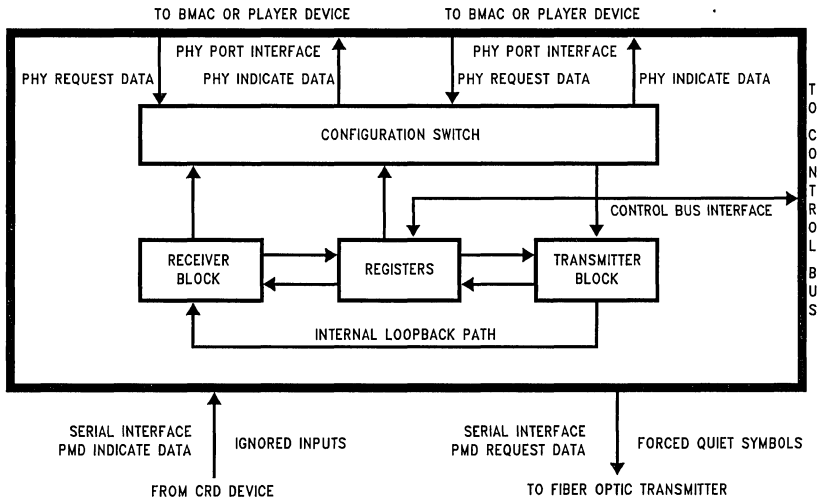 TO BMAC OR PLAYER DEVICE
TO BMAC OR PLAYER DEVICE
PHY PORT INTERFACE
PHY PORT INTERFACE
PHY REQUEST DATA
PHY INDICATE DATA
PHY REQUEST DATA
PHY INDICATE DATA
CONFIGURATION SWITCH
TO CONTROL BUS
CONTROL BUS INTERFACE
RECEIVER
BLOCK
REGISTERS
TRANSMITTER
BLOCK
INTERNAL LOOPBACK PATH
SERIAL INTERFACE
PMD INDICATE DATA
IGNORED INPUTS
SERIAL INTERFACE
PMD REQUEST DATA
FORCED QUIET SYMBOLS
FROM CRD DEVICE
TO FIBER OPTIC TRANSMITTER